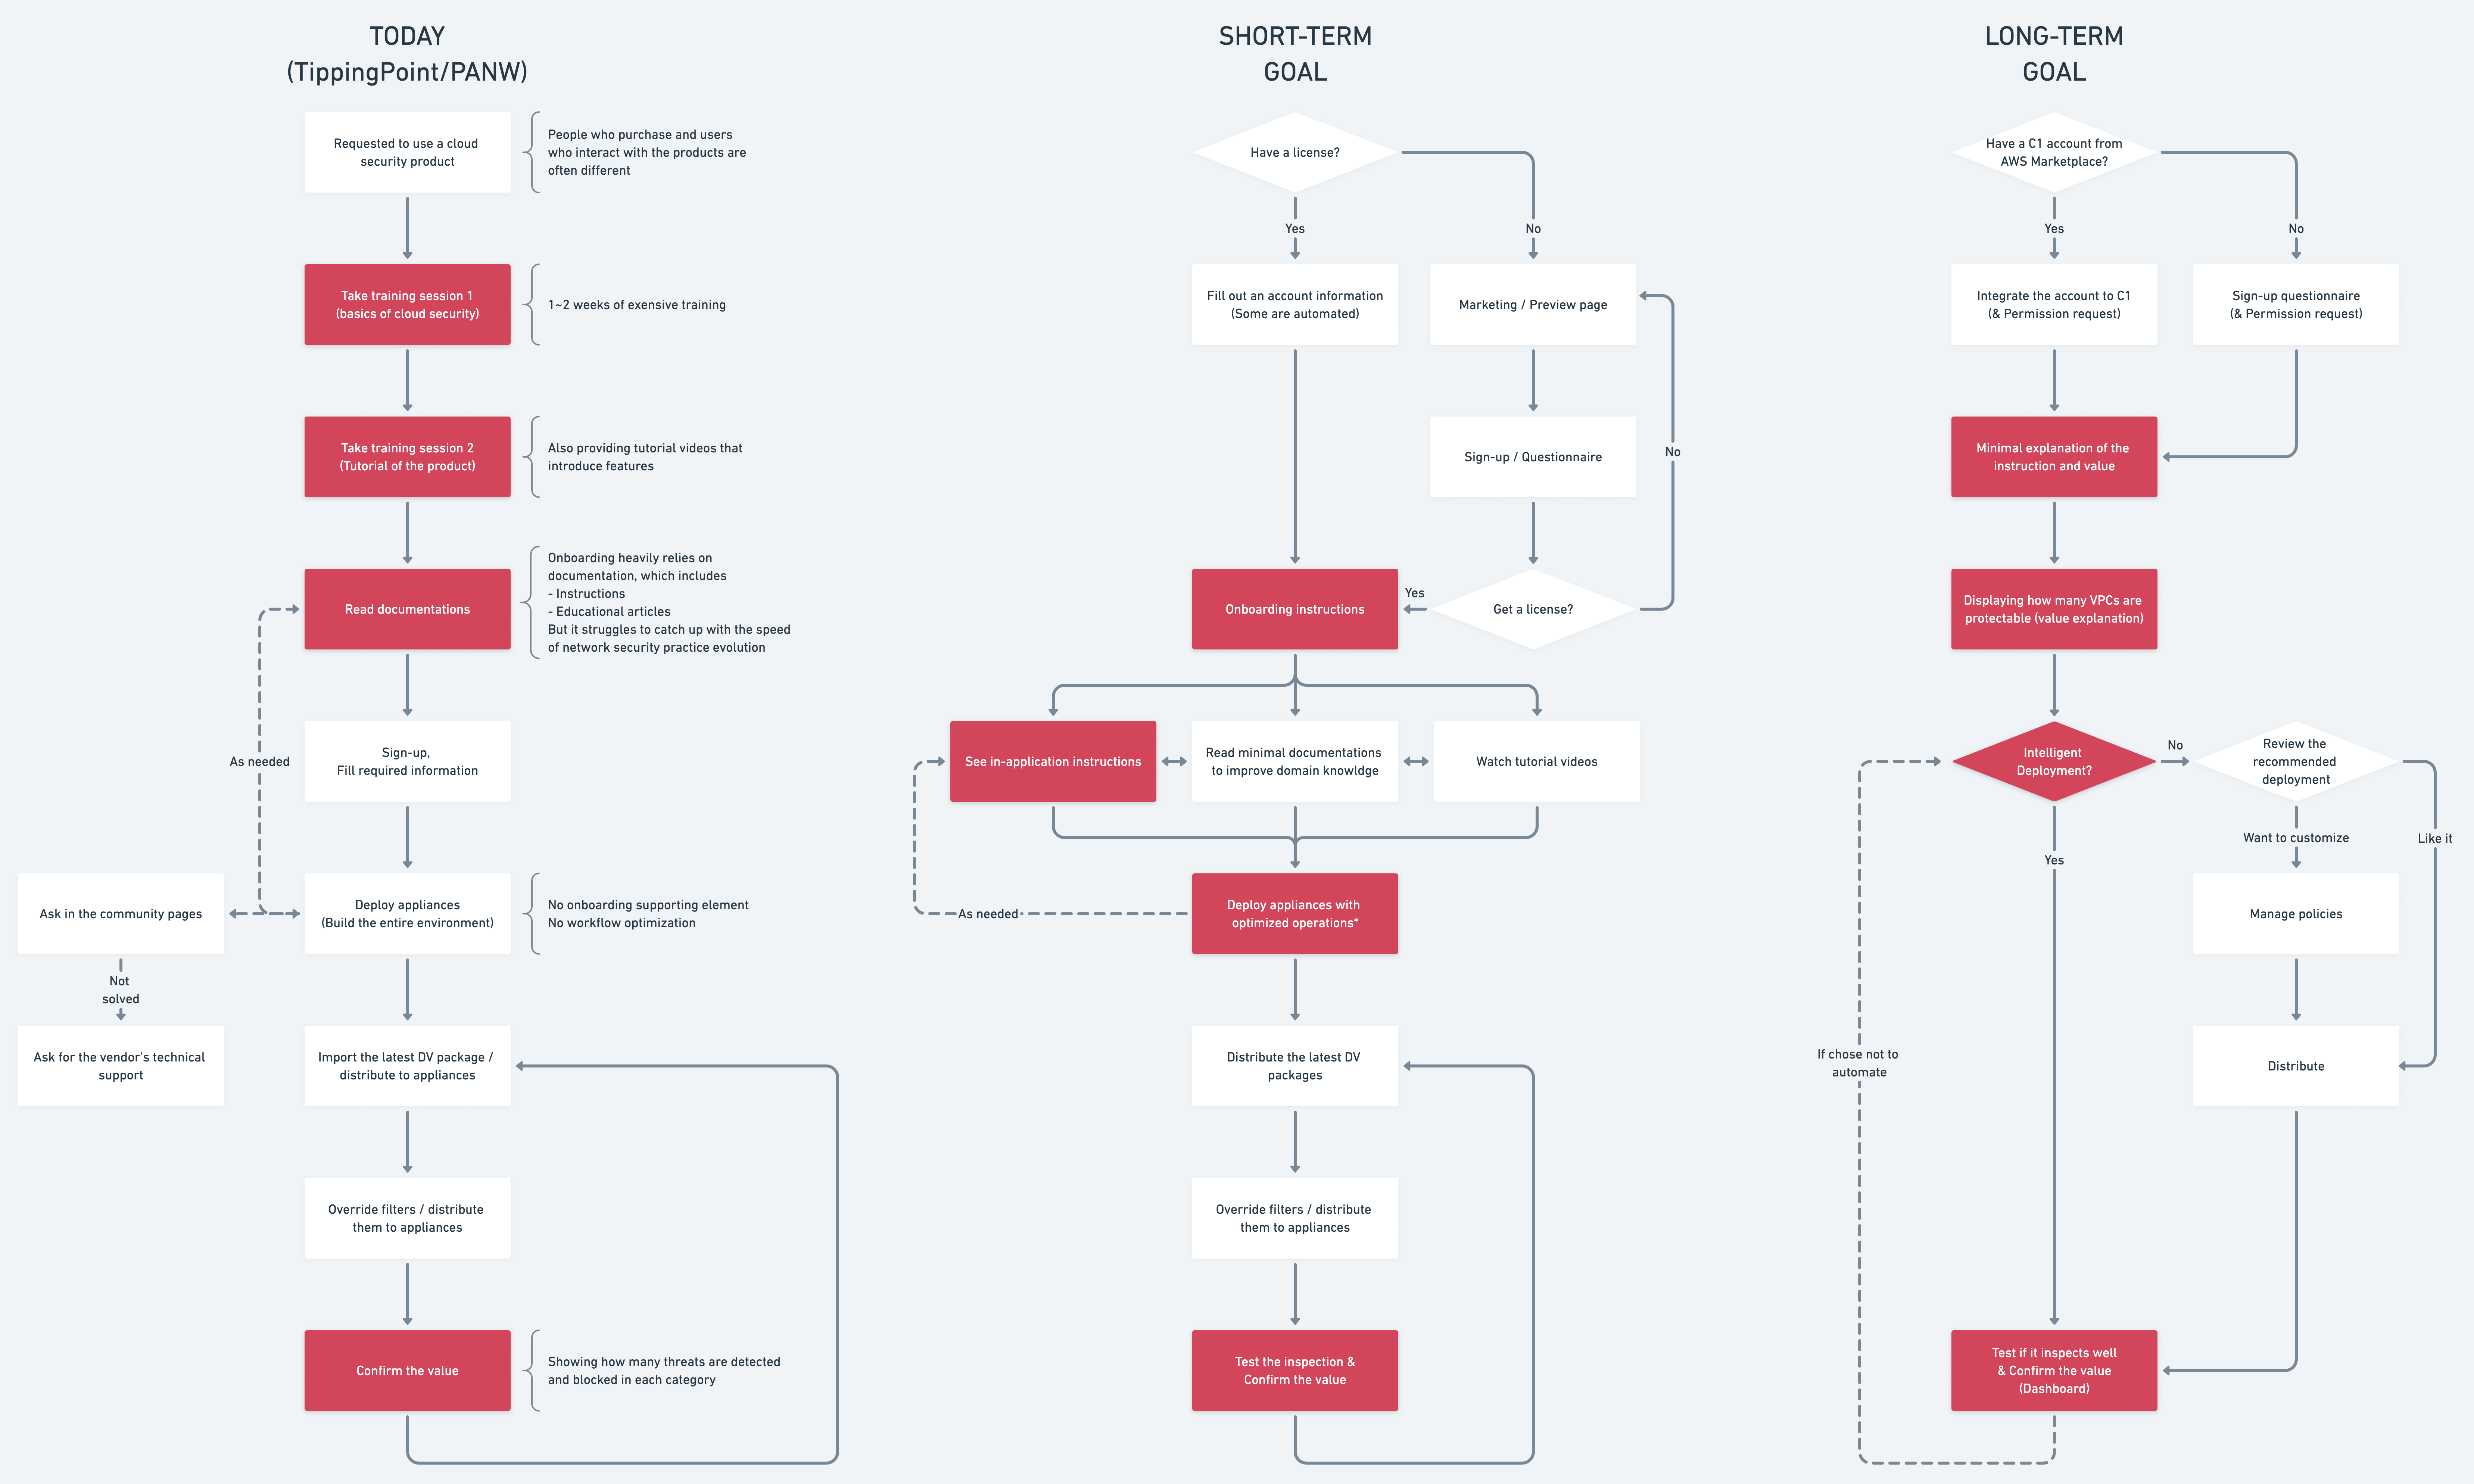 TODAY
(TippingPoint/PANW)
Requested to use a cloud
security product
People who purchase and users
who interact with the products are
often different
Take training session 1
(basics of cloud security)
1~2 weeks of exensive training
Take training session 2
(Tutorial of the product)
Also providing tutorial videos that
introduce features
Read documentations
Onboarding heavily relies on
documentation, which includes
- Instructions
- Educational articles
But it struggles to catch up with the speed
of network security practice evolution
Sign-up,
Fill required information
As needed
Ask in the community pages
Deploy appliances
(Build the entire environment)
No onboarding supporting element
No workflow optimization
Not
solved
Ask for the vendor's technical
support
Import the latest DV package /
distribute to appliances
Override filters / distribute
them to appliances
Confirm the value
Showing how many threats are detected
and blocked in each category
SHORT-TERM
GOAL
Have a license?
Yes
No
Fill out an account information
(Some are automated)
Marketing / Preview page
Sign-up / Questionnaire
No
Onboarding instructions
Yes
Get a license?
See in-application instructions
Read minimal documentations
to improve domain knowldge
Watch tutorial videos
As needed
Deploy appliances with
optimized operations*
Distribute the latest DV
packages
Override filters / distribute
them to appliances
Test the inspection &
Confirm the value
LONG-TERM
GOAL
Have a C1 account from
AWS Marketplace?
Yes
No
Integrate the account to C1
(& Permission request)
Sign-up questionnaire
(& Permission request)
Minimal explanation of the
instruction and value
Displaying how many VPCs are
protectable (value explanation)
Intelligent
Deployment?
No
Review the
recommended
deployment
Want to customize
Like it
Yes
Manage policies
If chose not to
automate
Distribute
Test if it inspects well
& Confirm the value
(Dashboard)